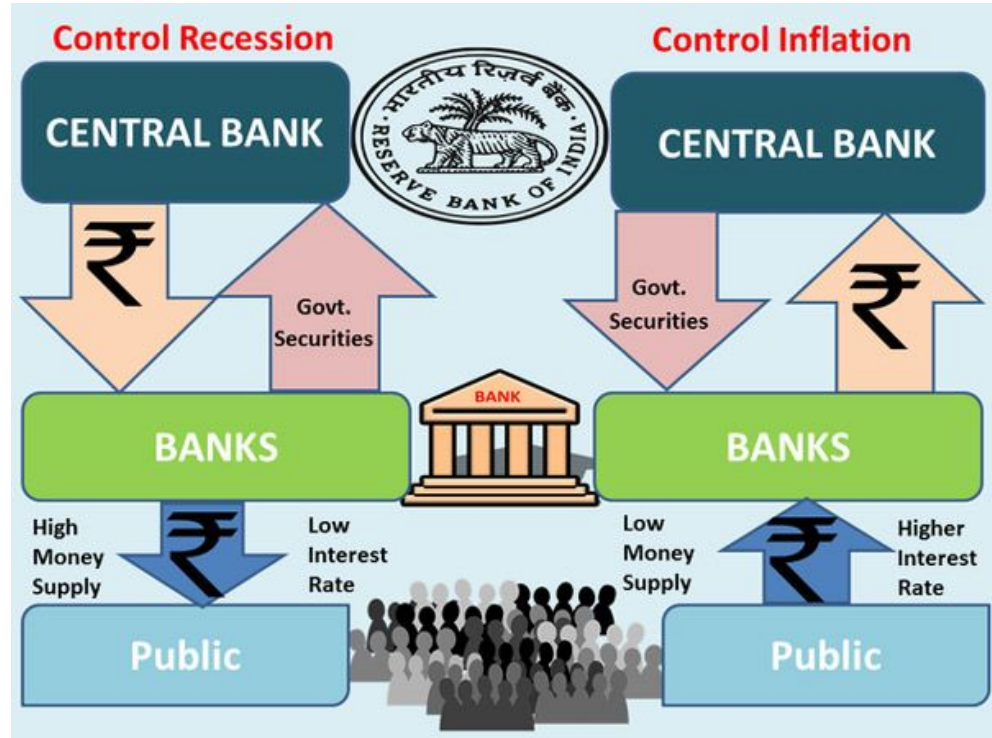 Control Recession
Control Inflation
CENTRAL BANK
भारतीय रिज़र्व बैंक
RESERVE BANK OF INDIA
CENTRAL BANK
₹
Govt.
Securities
Govt.
Securities
₹
BANKS
BANK
BANKS
High
Money
Supply
₹
Low
Interest
Rate
Low
Money
Supply
₹
Higher
Interest
Rate
Public
Public